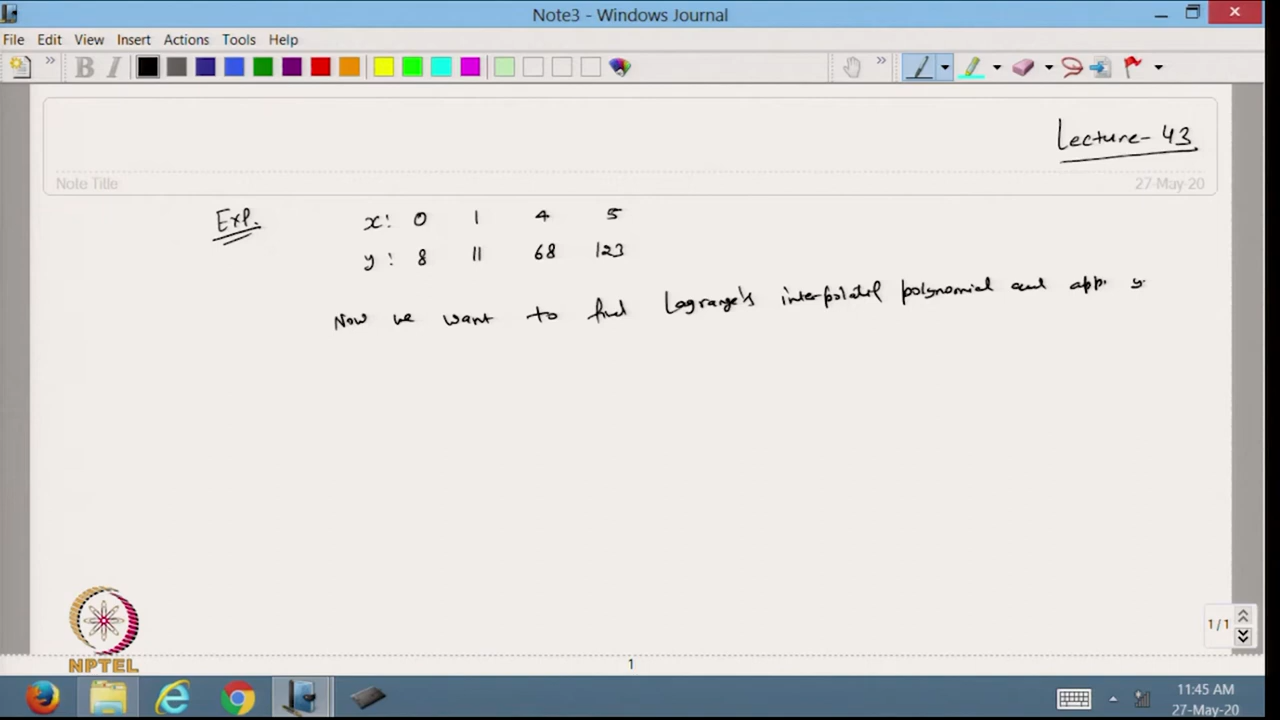 Note3 - Windows Journal
File Edit View Insert Actions Tools Help
B I
Lecture-43
Note Title
27-May-20
Exp. x: 0 1 4 5
y: 8 11 68 123
Now we want to find Lagrange's interpolated polynomial and app. y
1/1
NPTEL
1
11:45 AM
27-May-20